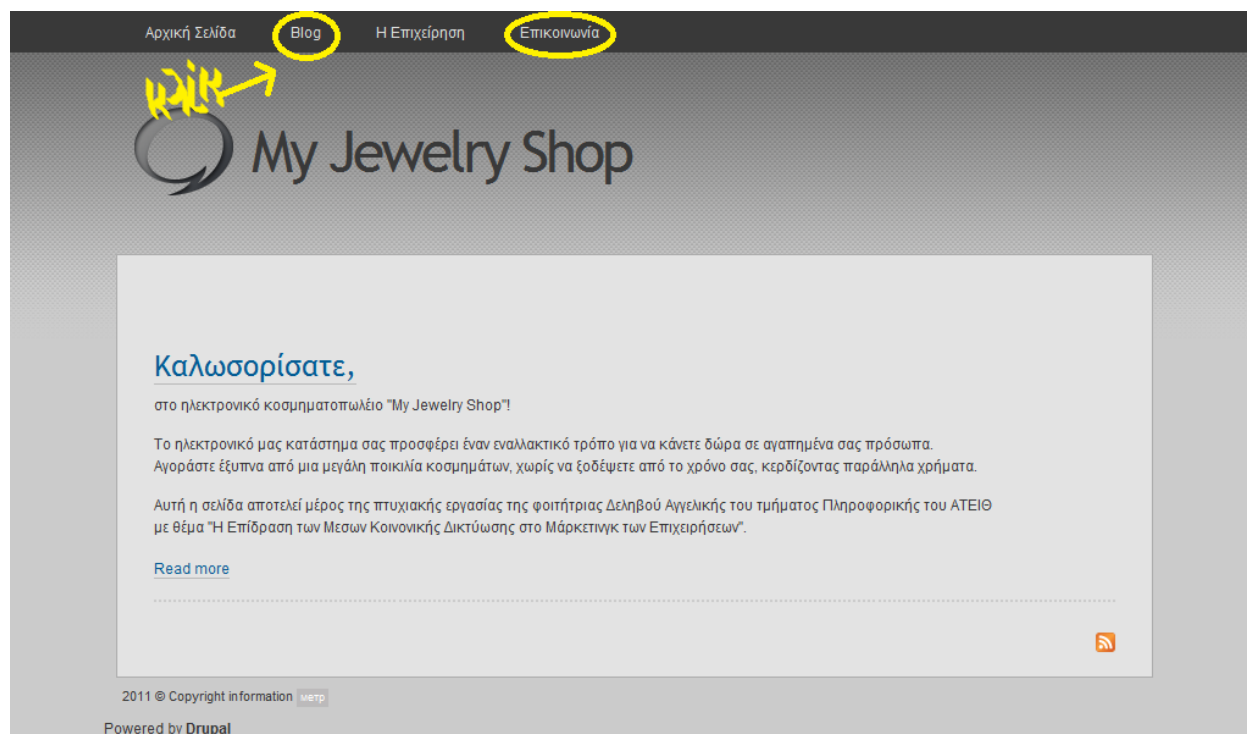 Αρχική Σελίδα Blog Η Επιχείρηση Επικοινωνία
κλικ
My Jewelry Shop
Καλωσορίσατε,
στο ηλεκτρονικό κοσμηματοπωλέιο "My Jewelry Shop"!
Το ηλεκτρονικό μας κατάστημα σας προσφέρει έναν εναλλακτικό τρόπο για να κάνετε δώρα σε αγαπημένα σας πρόσωπα.
Αγοράστε έξυπνα από μια μεγάλη ποικιλία κοσμημάτων, χωρίς να ξοδέψετε από το χρόνο σας, κερδίζοντας παράλληλα χρήματα.
Αυτή η σελίδα αποτελεί μέρος της πτυχιακής εργασίας της φοιτήτριας Δεληβού Αγγελικής του τμήματος Πληροφορικής του ΑΤΕΙΘ
με θέμα "Η Επίδραση των Μεσων Κοινονικής Δικτύωσης στο Μάρκετινγκ των Επιχειρήσεων".
Read more
2011 © Copyright information метр
Powered by Drupal